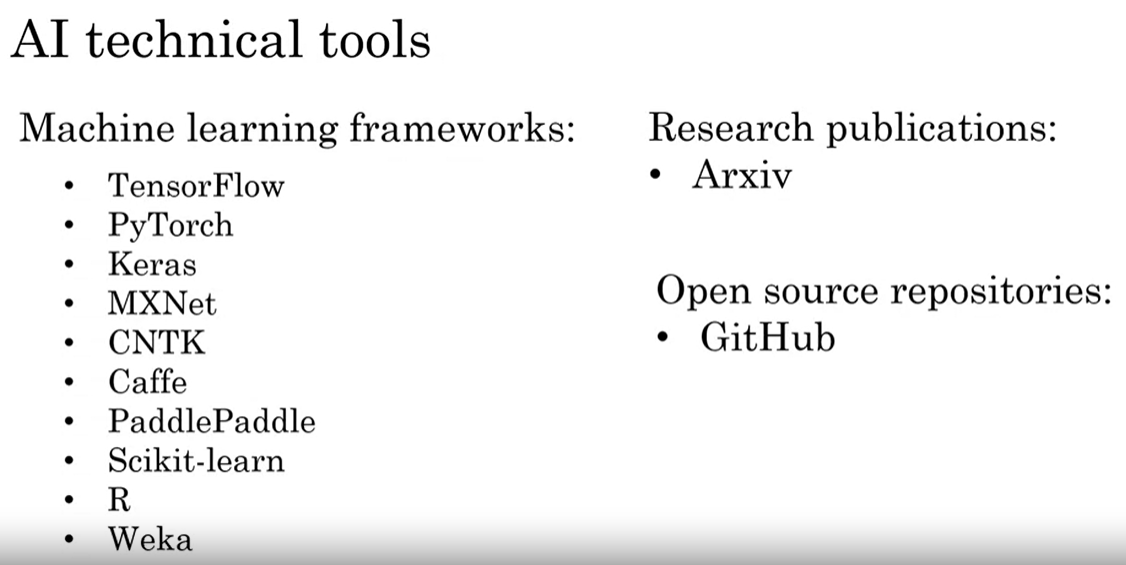 AI technical tools
Machine learning frameworks:
• TensorFlow
• PyTorch
• Keras
• MXNet
• CNTK
• Caffe
• PaddlePaddle
• Scikit-learn
• R
• Weka
Research publications:
• Arxiv
Open source repositories:
• GitHub